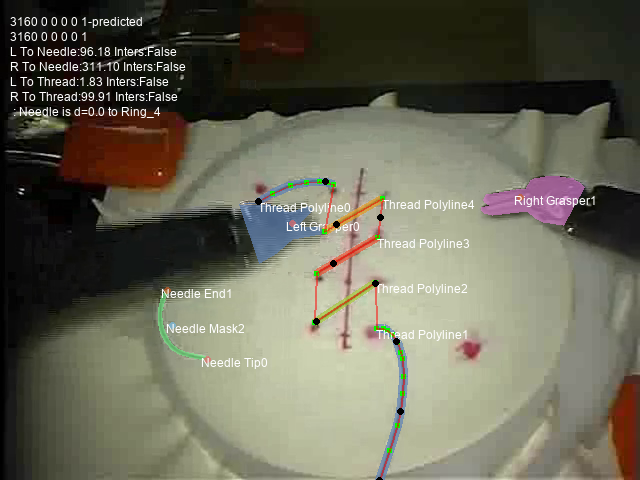 3160 0 0 0 0 1-predicted
3160 0 0 0 0 1
L To Needle:96.18 Inters:False
R To Needle:311.10 Inters:False
L To Thread:1.83 Inters:False
R To Thread:99.91 Inters:False
: Needle is d=0.0 to Ring_4
Thread Polyline0
Thread Polyline4
Right Grasper1
Left Grasper0
Thread Polyline3
Thread Polyline2
Needle End1
Needle Mask2
Thread Polyline1
Needle Tip0